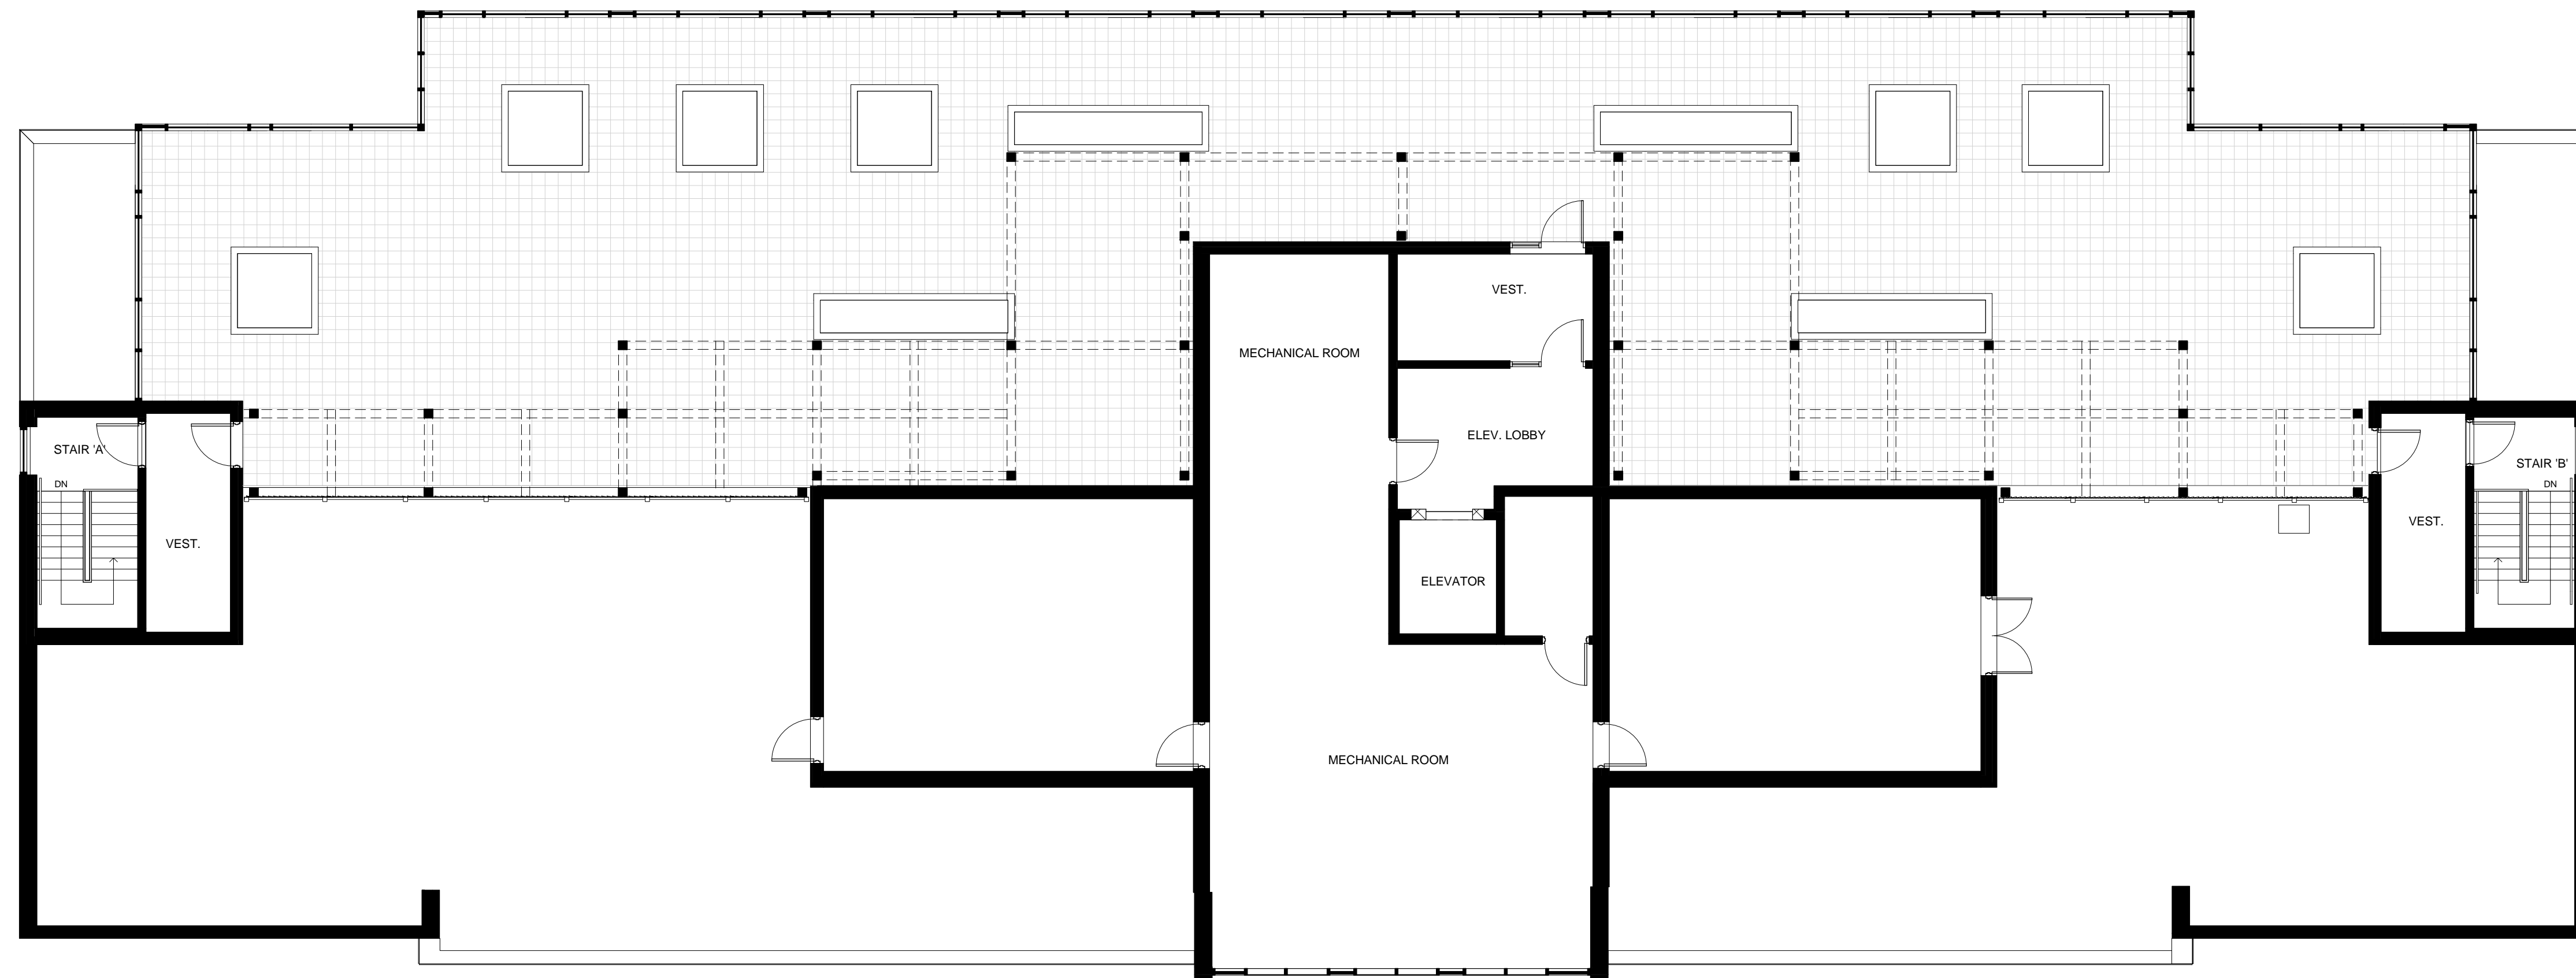 VEST.
MECHANICAL ROOM
ELEV. LOBBY
STAIR 'A'
STAIR 'B'
DN
DN
VEST.
VEST.
ELEVATOR
MECHANICAL ROOM